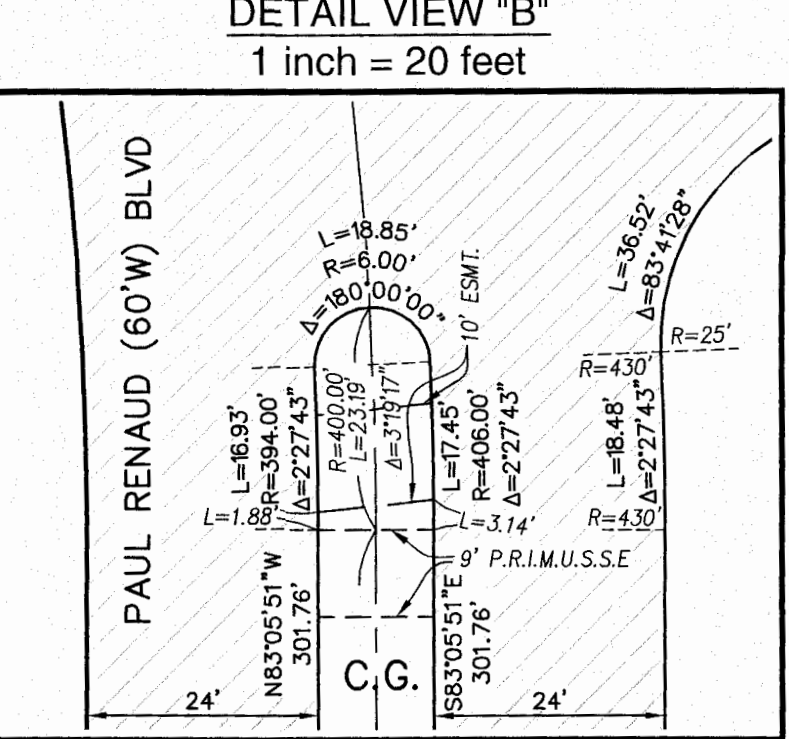 DETAIL VIEW "B"
1 inch = 20 feet
PAUL RENAUD (60'W) BLVD
L=18.85'
R=6.00'
Δ=180°00'00"
10' ESMT.
L=36.52'
Δ=83°41'28"
R=25'
R=430'
L=16.93'
R=394.00'
Δ=2°27'43"
R=400.00'
L=23.19'
Δ=3°19'17"
L=17.45'
R=406.00'
Δ=2°27'43"
L=18.48'
Δ=2°27'43"
L=1.88'
L=3.14'
R=430'
9' P.R.I.M.U.S.S.E
N83°05'51"W
301.76'
S83°05'51"E
301.76'
C.G.
24'
24'